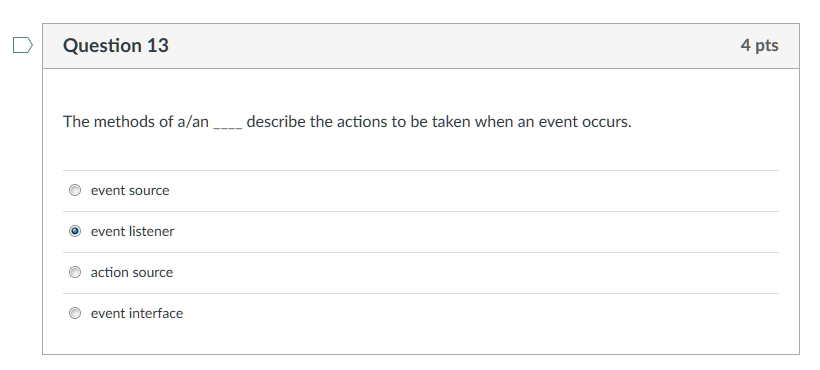 Question 13
4 pts
The methods of a/an ____ describe the actions to be taken when an event occurs.
event source
event listener
action source
event interface